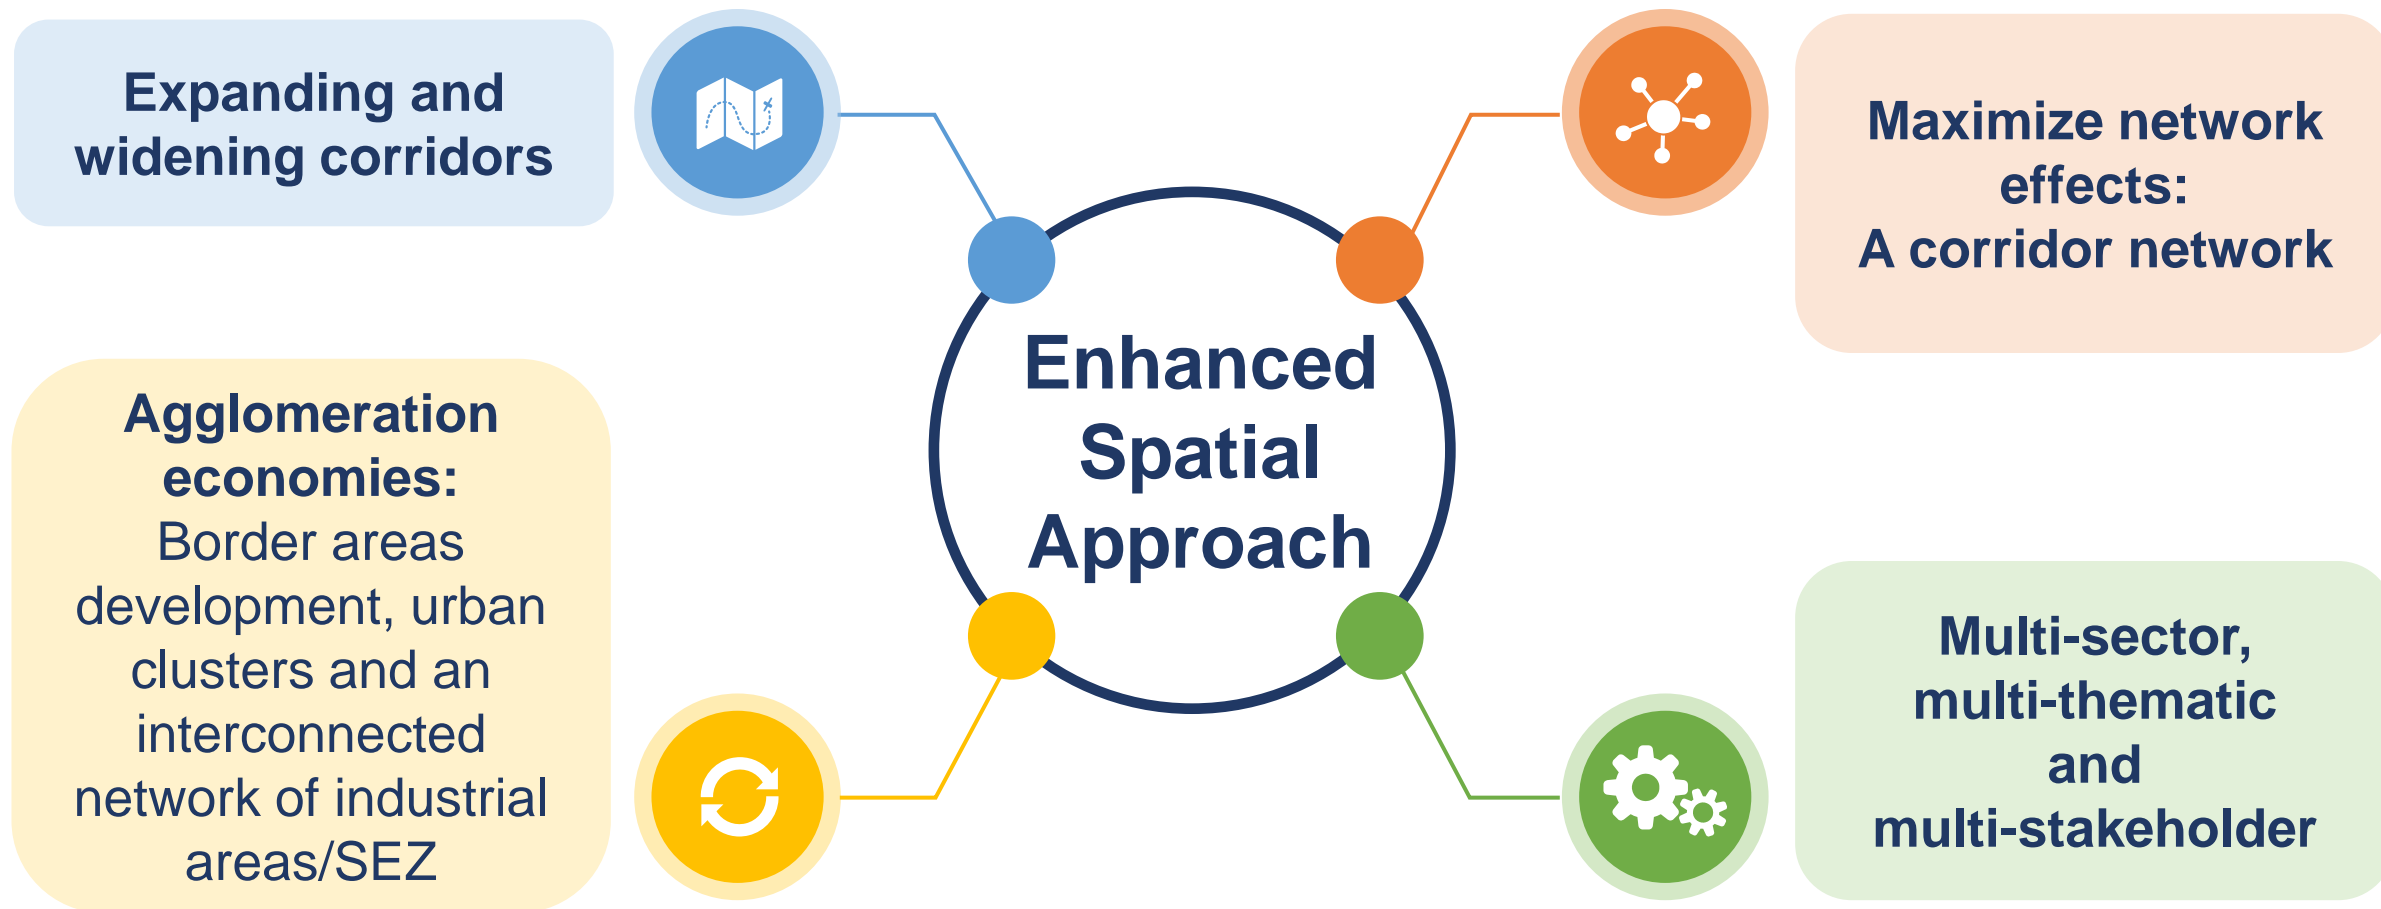 Expanding and
widening corridors
Maximize network
effects:
A corridor network
Enhanced
Spatial
Approach
Agglomeration
economies:
Border areas
development, urban
clusters and an
interconnected
network of industrial
areas/SEZ
Multi-sector,
multi-thematic
and
multi-stakeholder